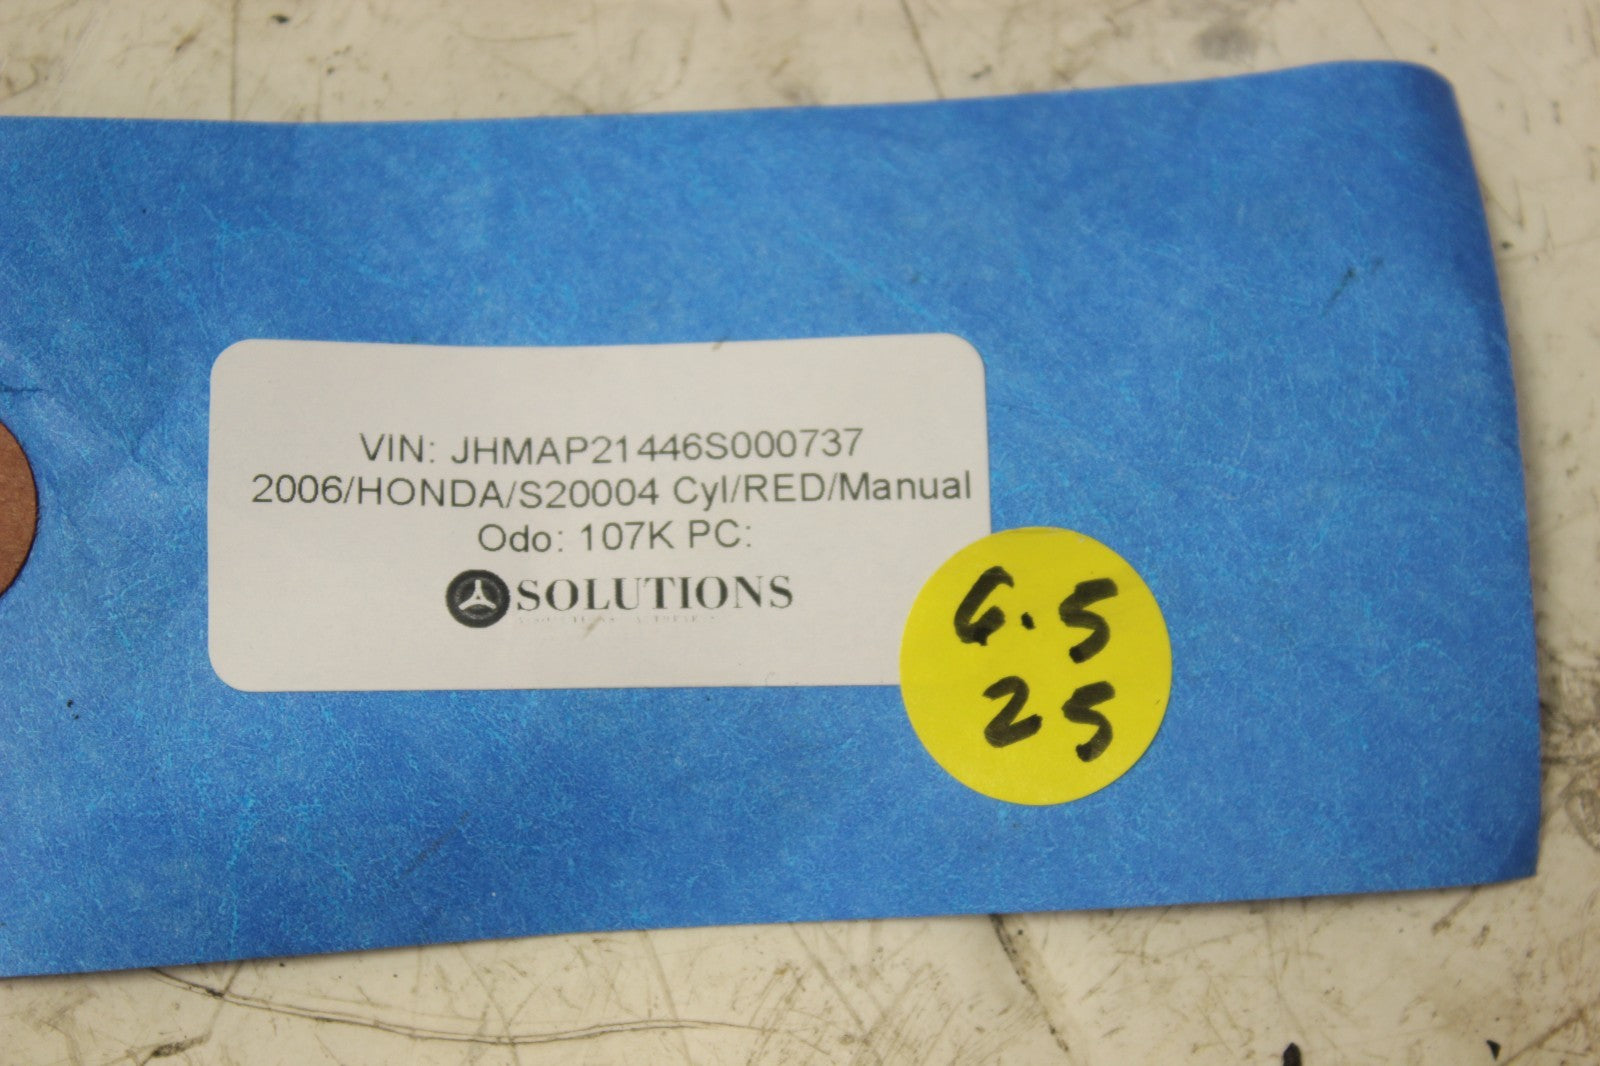 VIN: JHMAP21446S000737
2006/HONDA/S20004 Cyl/RED/Manual
Odo: 107K PC:
SOLUTIONS
6.5
25